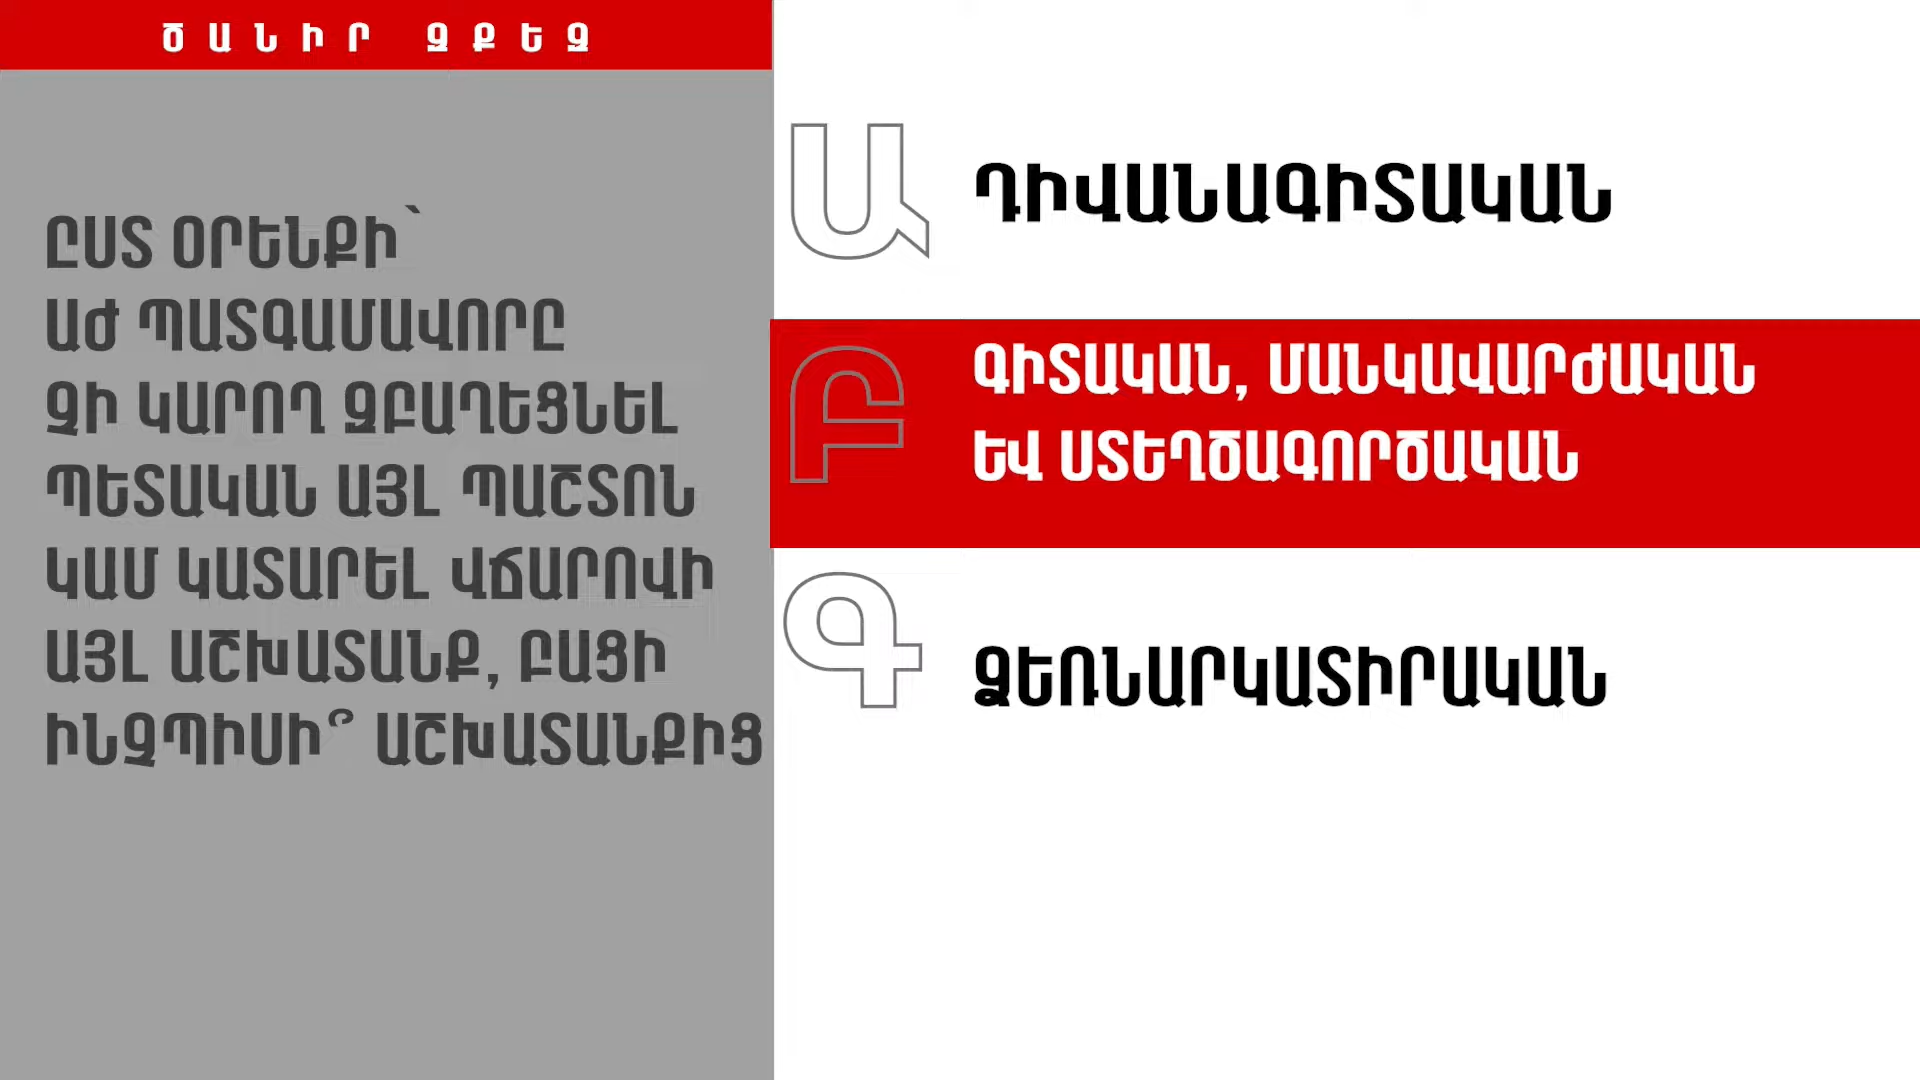 ԾԱՆԻՐ ԶՔԵԶ
ԸՍՏ ՕՐԵՆՔԻ՝
ԱԺ ՊԱՏԳԱՄԱՎՈՐԸ
ՉԻ ԿԱՐՈՂ ԶԲԱՂԵՑՆԵԼ
ՊԵՏԱԿԱՆ ԱՅԼ ՊԱՇՏՈՆ
ԿԱՄ ԿԱՏԱՐԵԼ ՎՃԱՐՈՎԻ
ԱՅԼ ԱՇԽԱՏԱՆՔ, ԲԱՑԻ
ԻՆՉՊԻՍԻ՞ ԱՇԽԱՏԱՆՔԻՑ
Ա ԴԻՎԱՆԱԳԻՏԱԿԱՆ
Բ ԳԻՏԱԿԱՆ, ՄԱՆԿԱՎԱՐԺԱԿԱՆ
ԵՎ ՍՏԵՂԾԱԳՈՐԾԱԿԱՆ
Գ ՁԵՌՆԱՐԿԱՏԻՐԱԿԱՆ